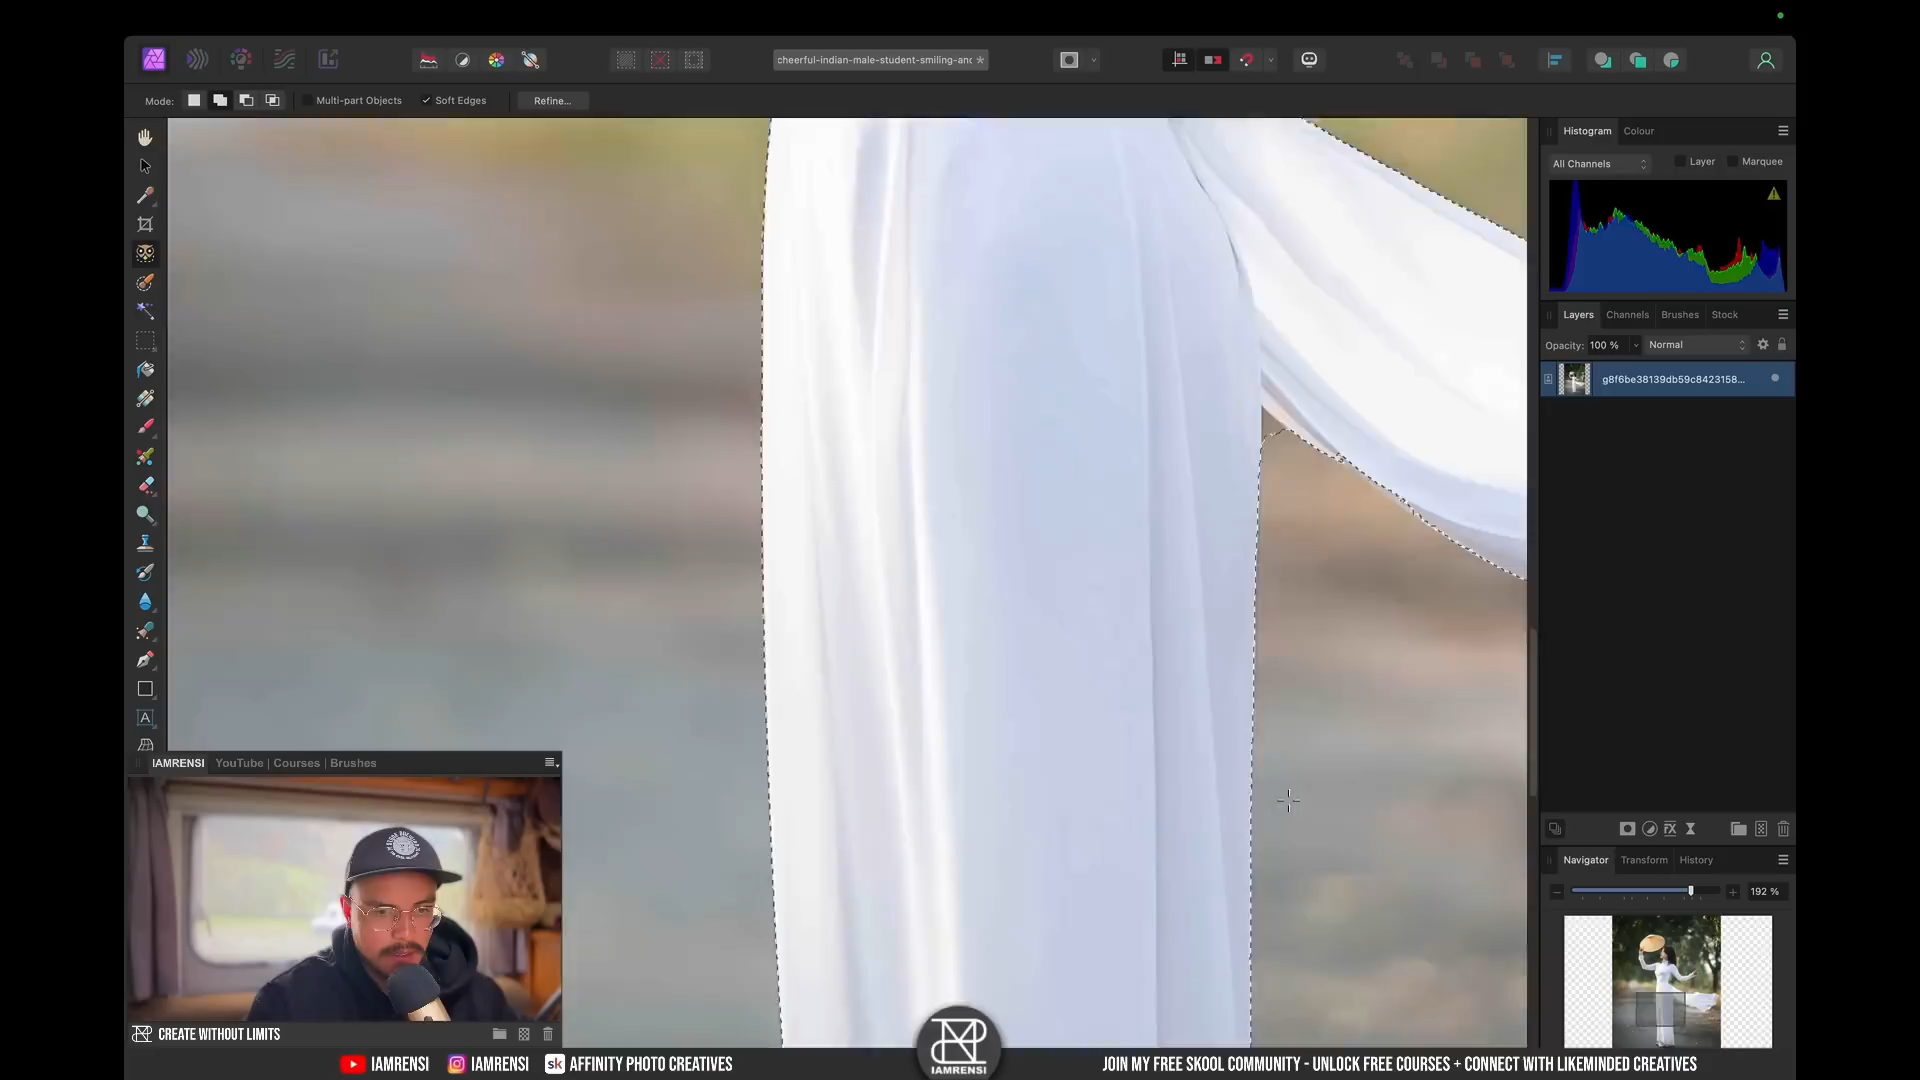 cheerful-indian-male-student-smiling-anc *
Mode:
Multi-part Objects
Soft Edges
Refine...
Histogram
Colour
All Channels
Layer
Marquee
Layers
Channels
Brushes
Stock
Opacity:
100 %
Normal
g8f6be38139db59c8423158...
A
IAMRENSI
YouTube | Courses | Brushes
Navigator
Transform
History
192 %
CREATE WITHOUT LIMITS
IAMRENSI
IAMRENSI
IAMRENSI
sk
AFFINITY PHOTO CREATIVES
JOIN MY FREE SKOOL COMMUNITY - UNLOCK FREE COURSES + CONNECT WITH LIKEMINDED CREATIVES